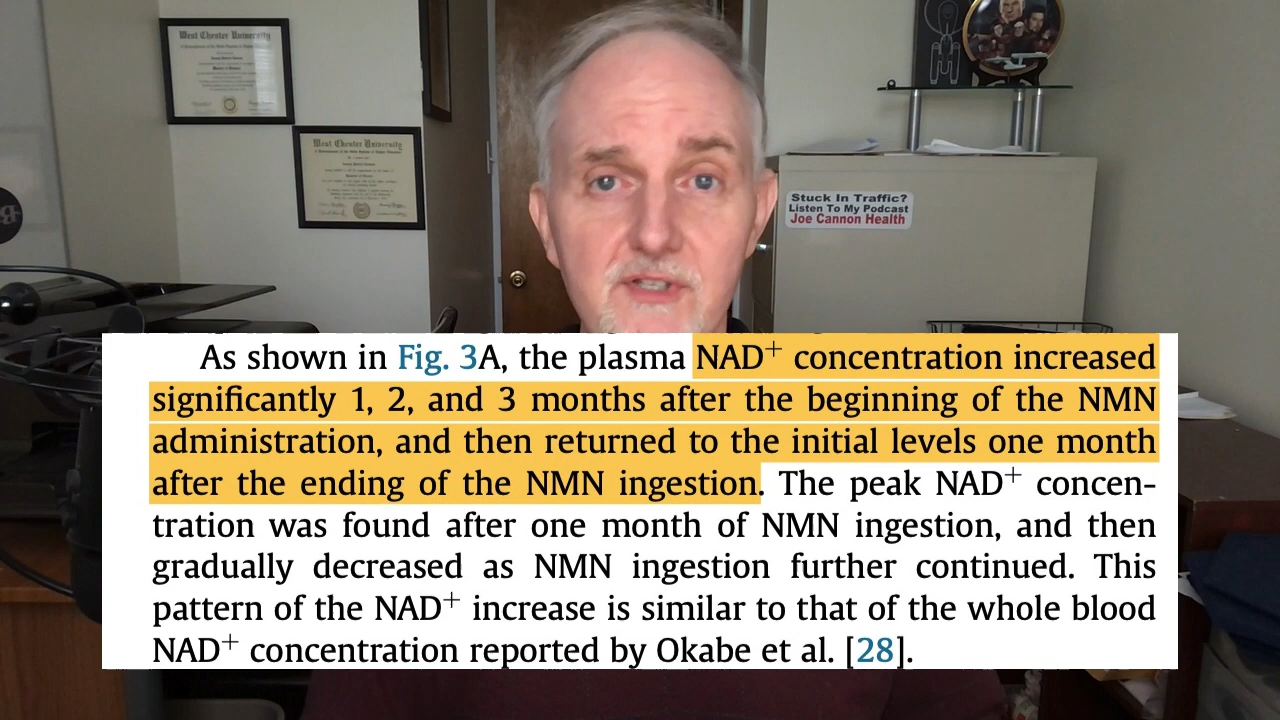 West Chester University
West Chester University
Stuck In Traffic?
Listen To My Podcast
Joe Cannon Health
As shown in Fig. 3A, the plasma NAD+ concentration increased
significantly 1, 2, and 3 months after the beginning of the NMN
administration, and then returned to the initial levels one month
after the ending of the NMN ingestion. The peak NAD+ concen-
tration was found after one month of NMN ingestion, and then
gradually decreased as NMN ingestion further continued. This
pattern of the NAD+ increase is similar to that of the whole blood
NAD+ concentration reported by Okabe et al. [28].